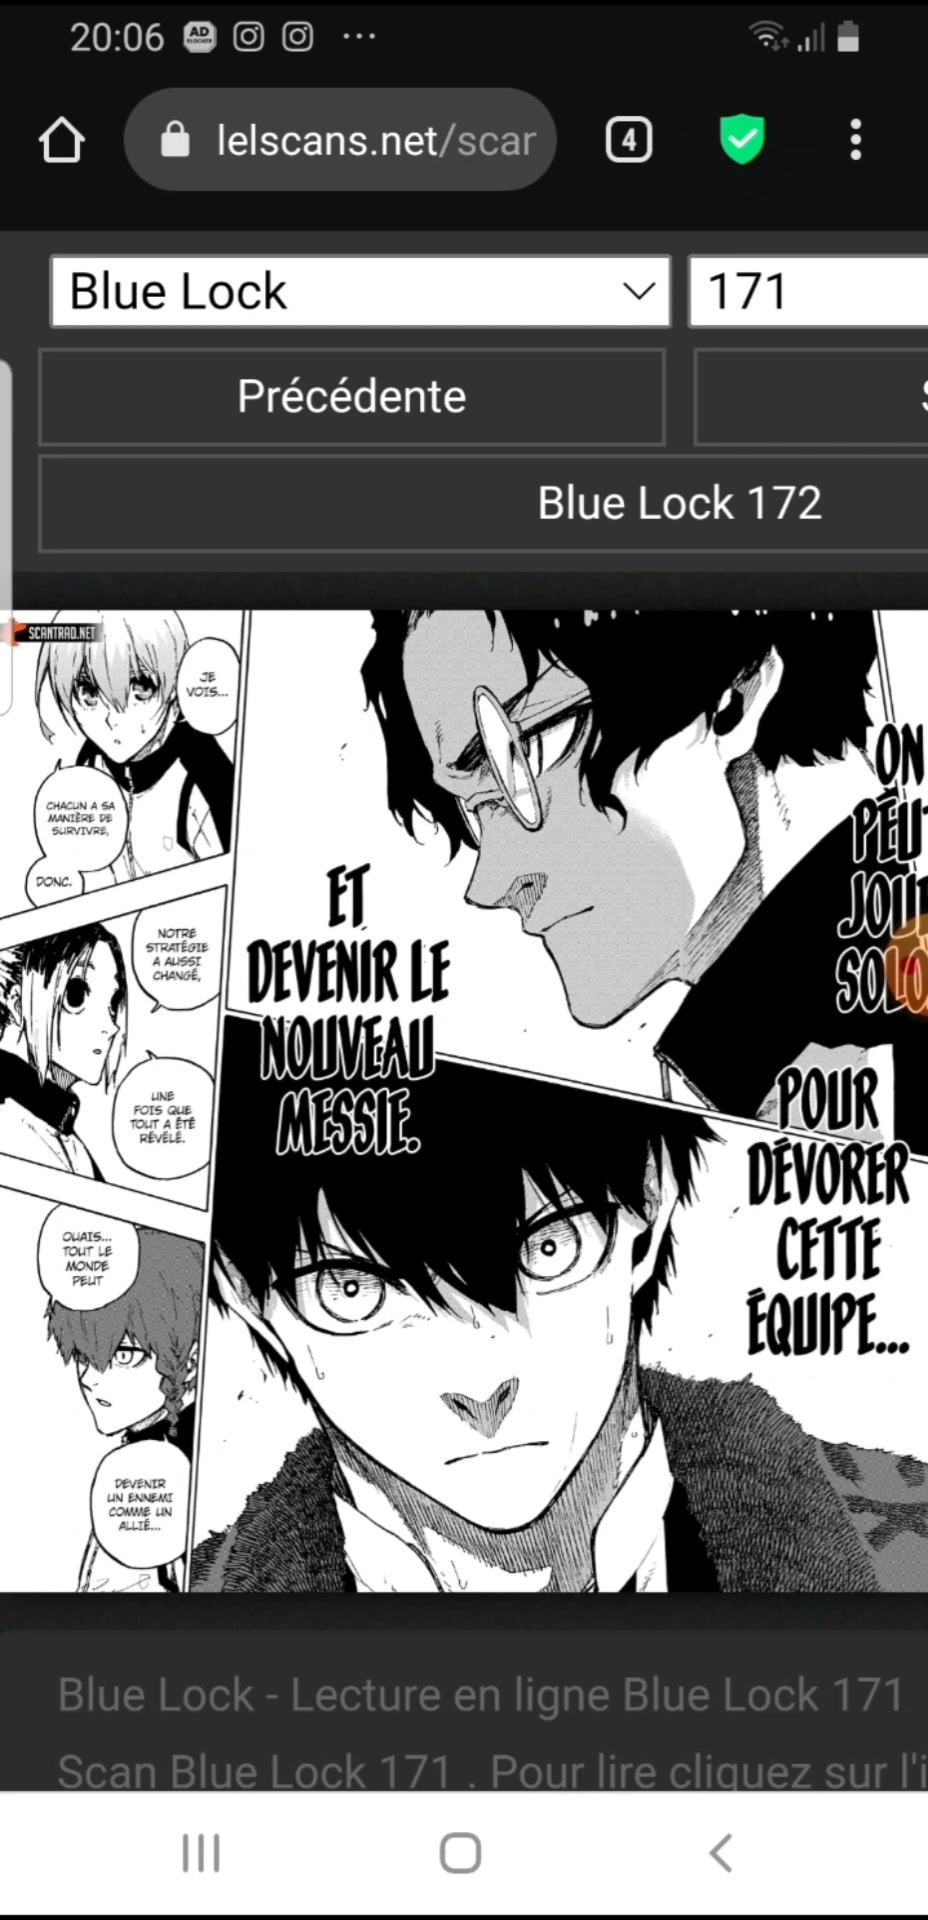 20:06
AD
BLOCKER
lelscans.net/scar
4
Blue Lock
171
Précédente
Blue Lock 172
SCANTRAD.NET
ON
PEUT
JOU
SOLO
POUR
DÉVORER
CETTE
ÉQUIPE...
ET
DEVENIR LE
NOUVEAU
MESSIE.
JE
VOIS...
CHACUN A SA
MANIÈRE DE
SURVIVRE,
DONC.
NOTRE
STRATÉGIE
A AUSSI
CHANGÉ,
UNE
FOIS QUE
TOUT A ÉTÉ
RÉVÉLÉ.
OUAIS...
TOUT LE
MONDE
PEUT
DEVENIR
UN ENNEMI
COMME UN
ALLIÉ...
Blue Lock - Lecture en ligne Blue Lock 171
Scan Blue Lock 171 . Pour lire cliquez sur l'i